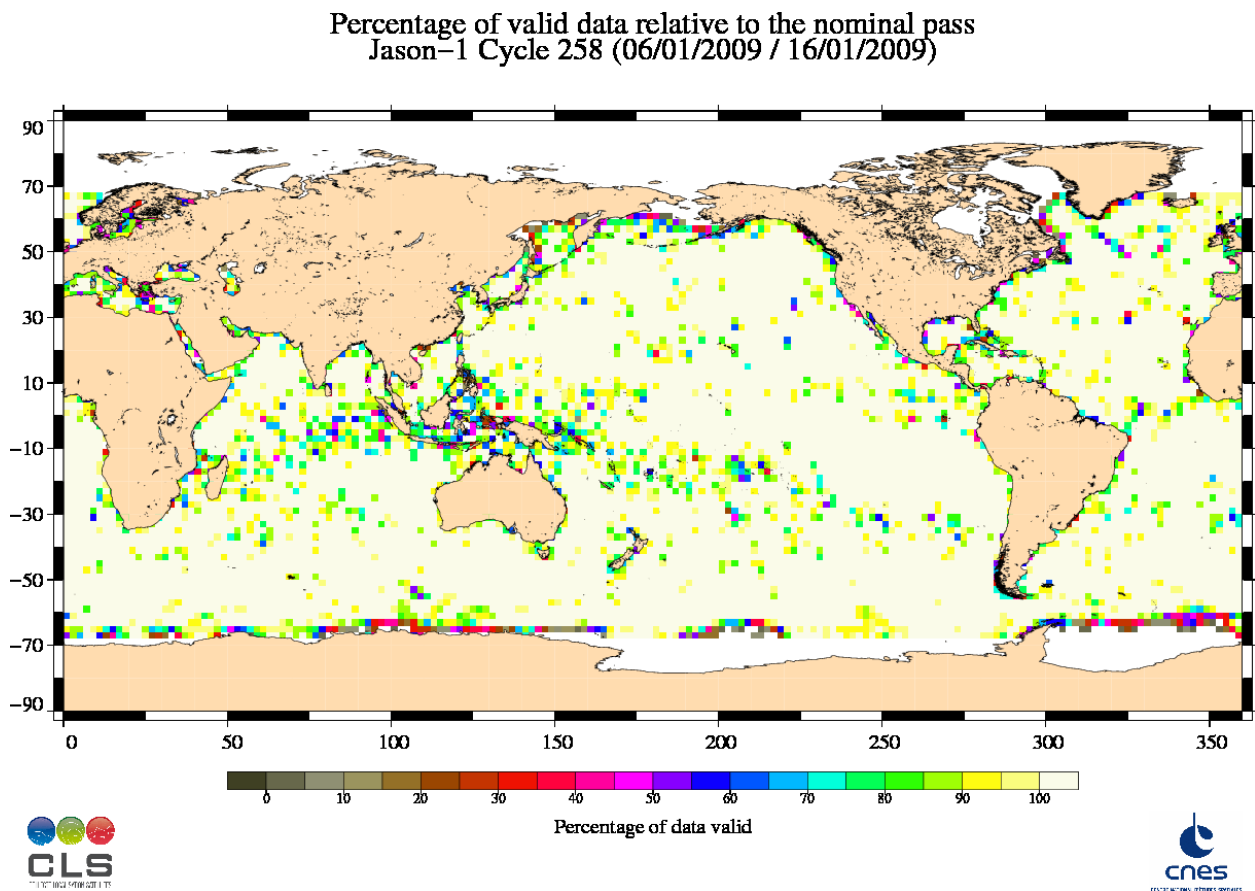 Percentage of valid data relative to the nominal pass
Jason−1 Cycle 258 (06/01/2009 / 16/01/2009)
90
70
50
30
10
−10
−30
−50
−70
−90
0 50 100 150 200 250 300 350
0 10 20 30 40 50 60 70 80 90 100
Percentage of data valid
CLS
cnes